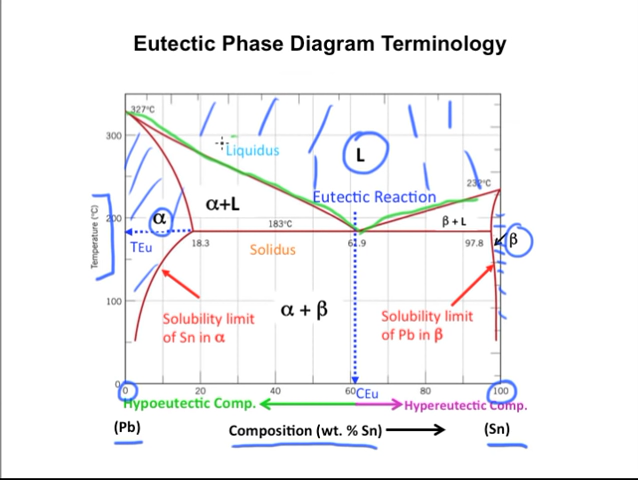 Eutectic Phase Diagram Terminology
327°C
300
Liquidus
L
232°C
Eutectic Reaction
α+L
α
200
183°C
β + L
TEu
18.3
Solidus
61.9
97.8
β
Temperature (°C)
α + β
100
Solubility limit
of Sn in α
Solubility limit
of Pb in β
0
0
20
40
60
CEu
80
100
Hypoeutectic Comp.
Hypereutectic Comp.
(Pb)
Composition (wt. % Sn)
(Sn)